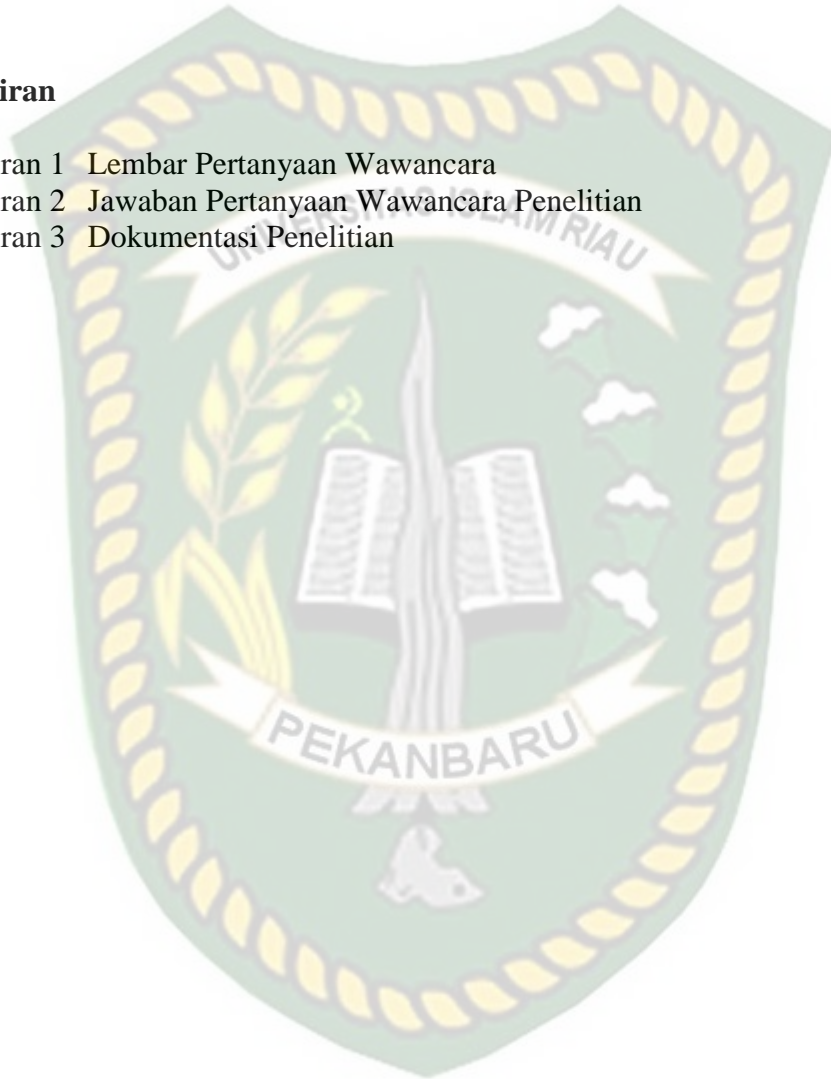 iran
ran 1 Lembar Pertanyaan Wawancara
ran 2 Jawaban Pertanyaan Wawancara Penelitian
ran 3 Dokumentasi Penelitian
UNIVERSITAS ISLAM RIAU
PEKANBARU